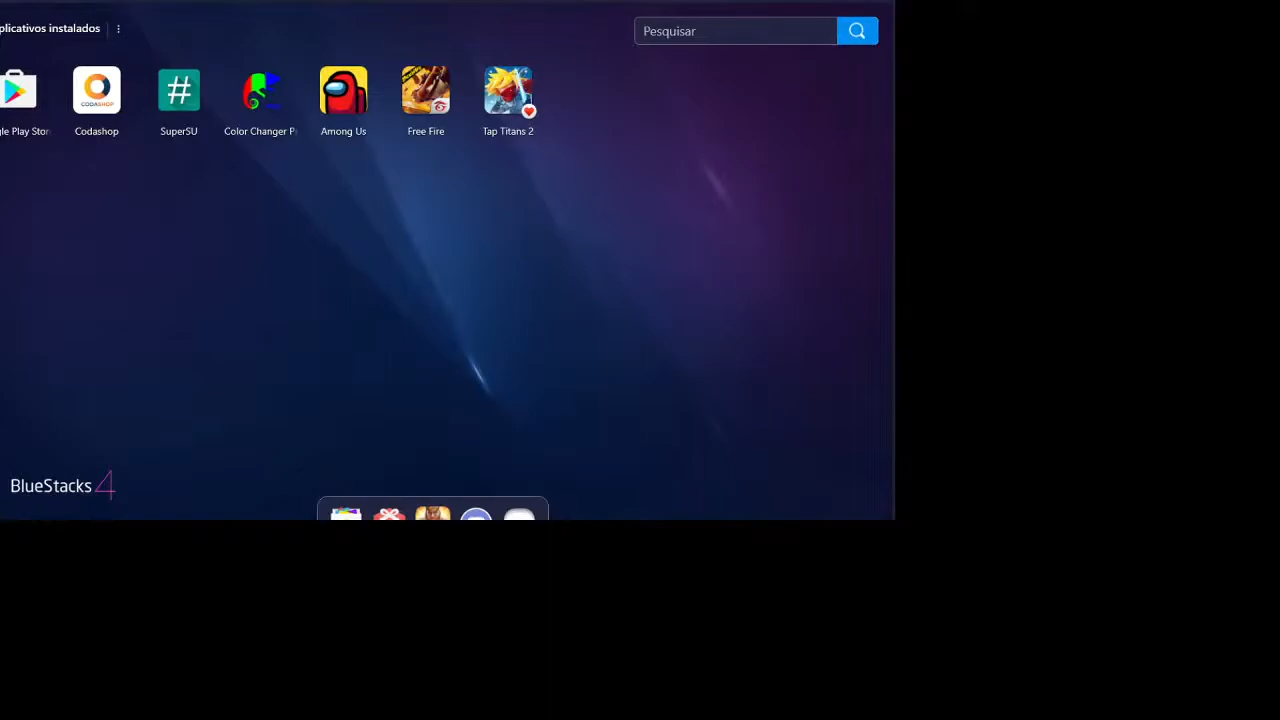 plicativos instalados
Pesquisar
CODASHOP
#
gle Play Stor
Codashop
SuperSU
Color Changer P
Among Us
Free Fire
Tap Titans 2
BlueStacks 4